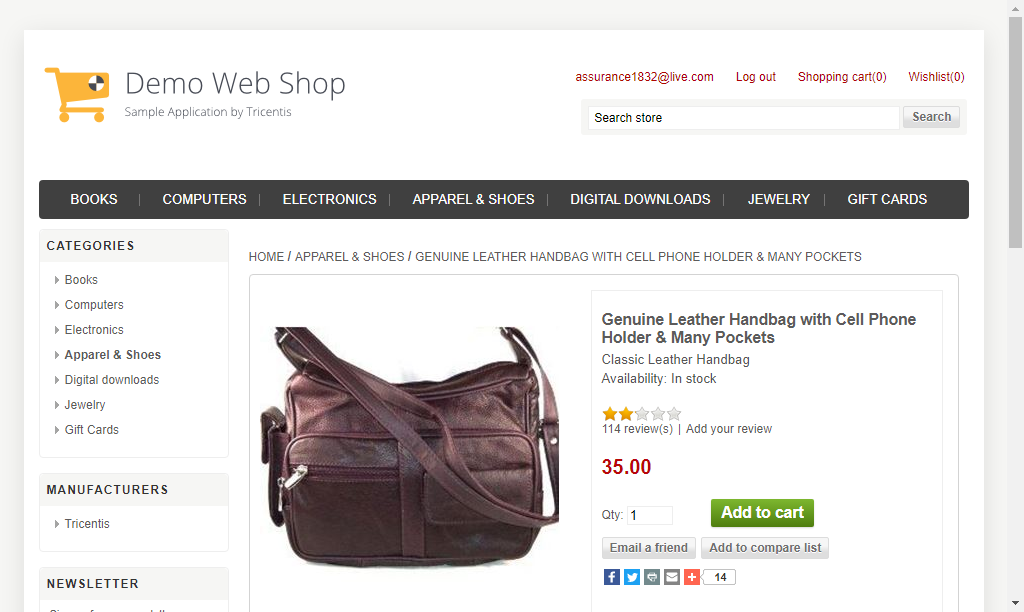 Demo Web Shop
Sample Application by Tricentis
assurance1832@live.com Log out Shopping cart(0) Wishlist(0)
Search store Search
BOOKS | COMPUTERS | ELECTRONICS | APPAREL & SHOES | DIGITAL DOWNLOADS | JEWELRY | GIFT CARDS
CATEGORIES
Books
Computers
Electronics
Apparel & Shoes
Digital downloads
Jewelry
Gift Cards
MANUFACTURERS
Tricentis
NEWSLETTER
HOME / APPAREL & SHOES / GENUINE LEATHER HANDBAG WITH CELL PHONE HOLDER & MANY POCKETS
Genuine Leather Handbag with Cell Phone
Holder & Many Pockets
Classic Leather Handbag
Availability: In stock
114 review(s) | Add your review
35.00
Qty: 1 Add to cart
Email a friend Add to compare list
14